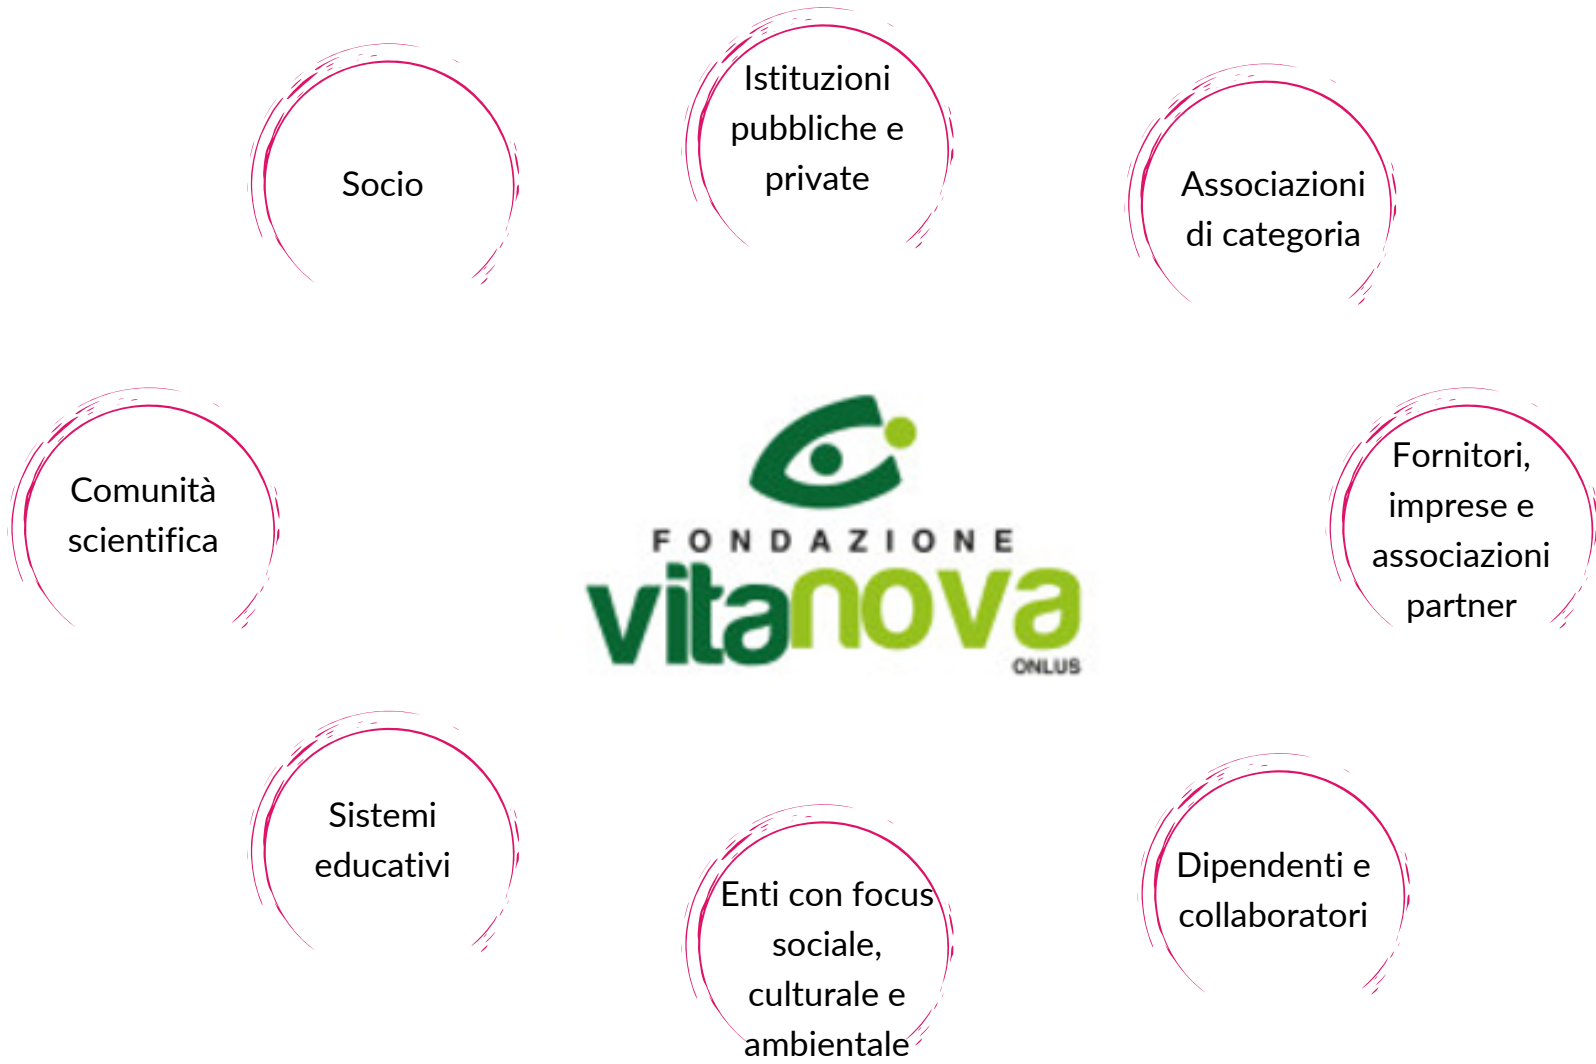 Socio
Istituzioni
pubbliche e
private
Associazioni
di categoria
Comunità
scientifica
FONDAZIONE
vitanova
ONLUS
Fornitori,
imprese e
associazioni
partner
Sistemi
educativi
Enti con focus
sociale,
culturale e
ambientale
Dipendenti e
collaboratori